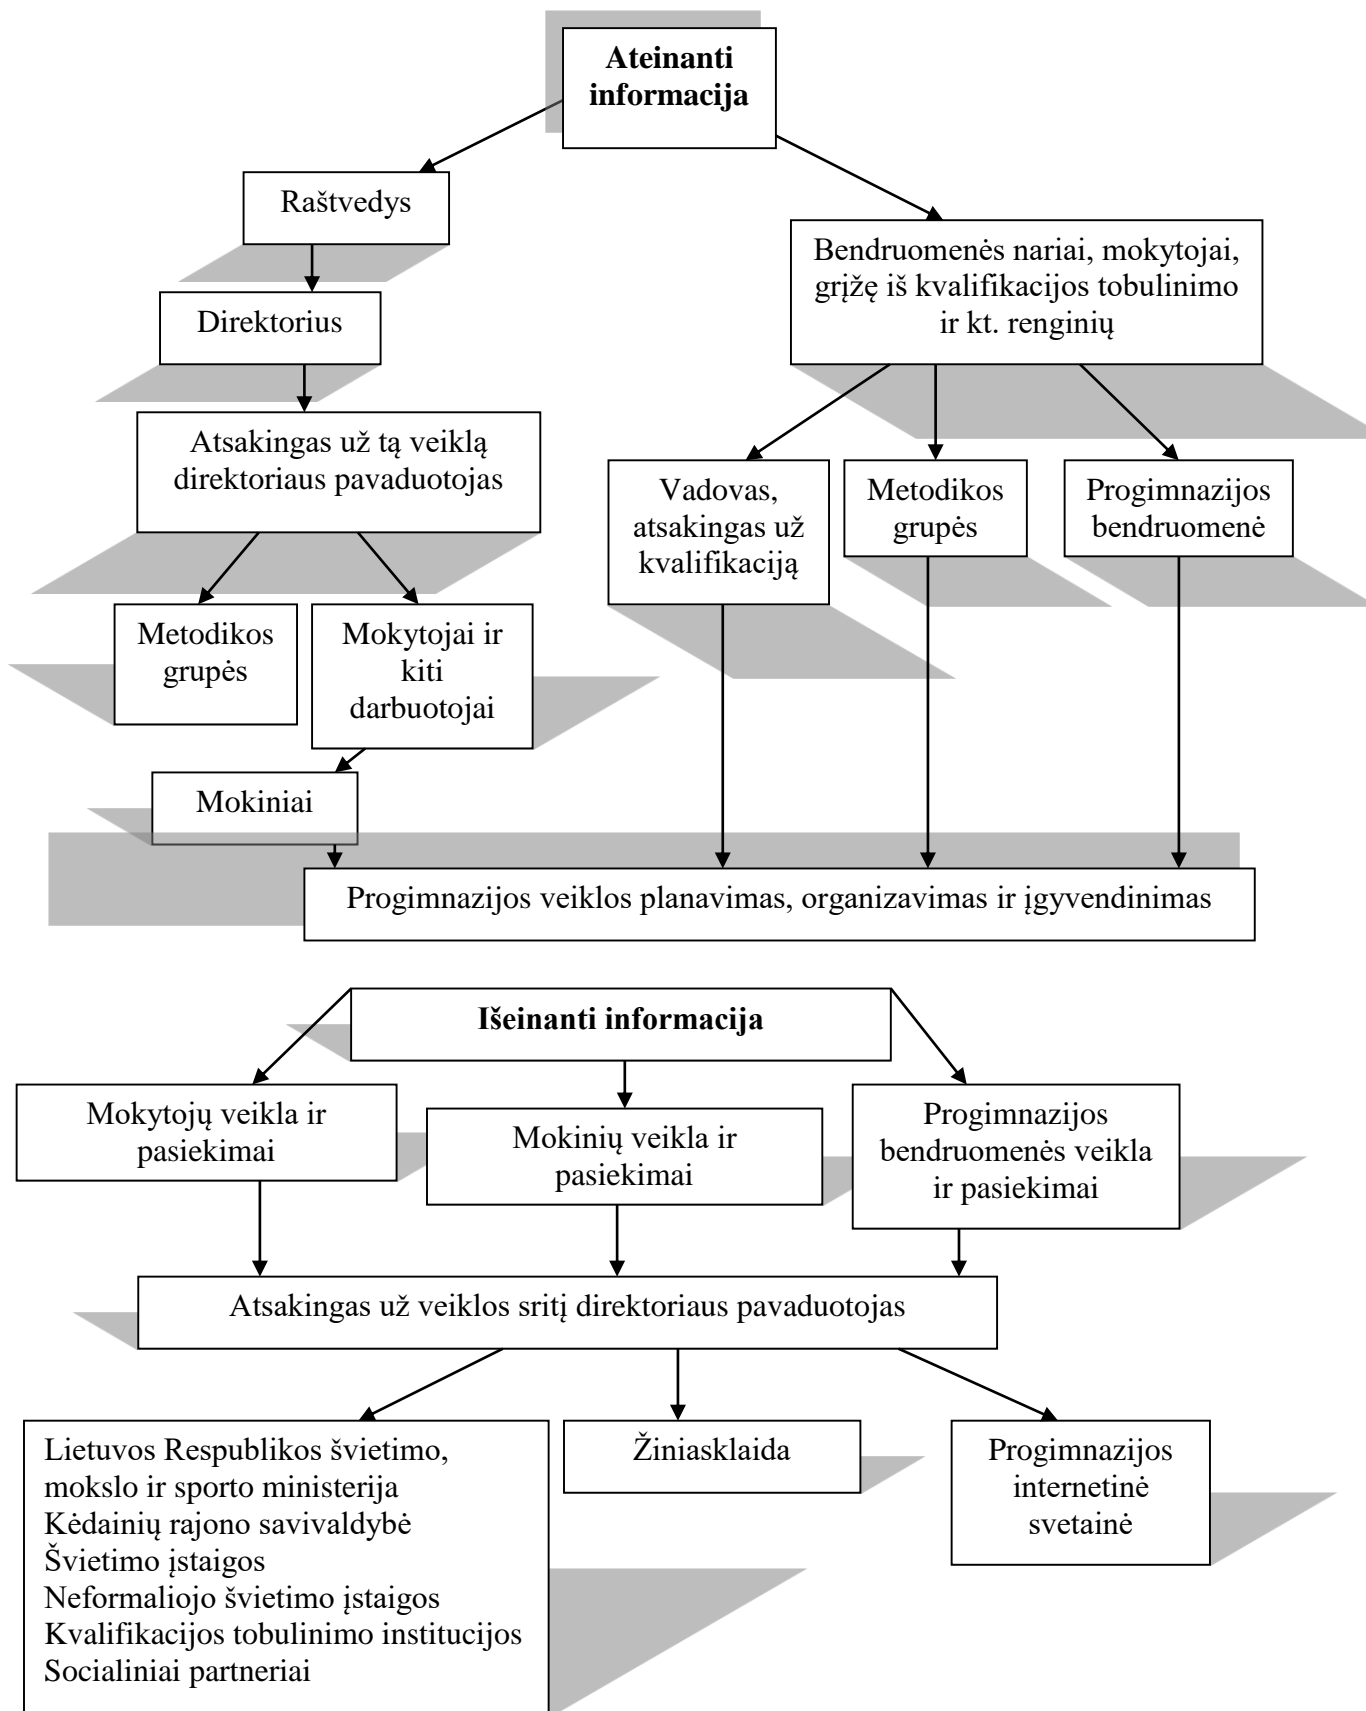 Ateinanti
informacija
Raštvedys
Bendruomenės nariai, mokytojai,
grįžę iš kvalifikacijos tobulinimo
ir kt. renginių
Direktorius
Atsakingas už tą veiklą
direktoriaus pavaduotojas
Vadovas,
atsakingas už
kvalifikaciją
Metodikos
grupės
Progimnazijos
bendruomenė
Metodikos
grupės
Mokytojai ir
kiti
darbuotojai
Mokiniai
Progimnazijos veiklos planavimas, organizavimas ir įgyvendinimas
Išeinanti informacija
Mokytojų veikla ir
pasiekimai
Mokinių veikla ir
pasiekimai
Progimnazijos
bendruomenės veikla
ir pasiekimai
Atsakingas už veiklos sritį direktoriaus pavaduotojas
Lietuvos Respublikos švietimo,
mokslo ir sporto ministerija
Kėdainių rajono savivaldybė
Švietimo įstaigos
Neformaliojo švietimo įstaigos
Kvalifikacijos tobulinimo institucijos
Socialiniai partneriai
Žiniasklaida
Progimnazijos
internetinė
svetainė